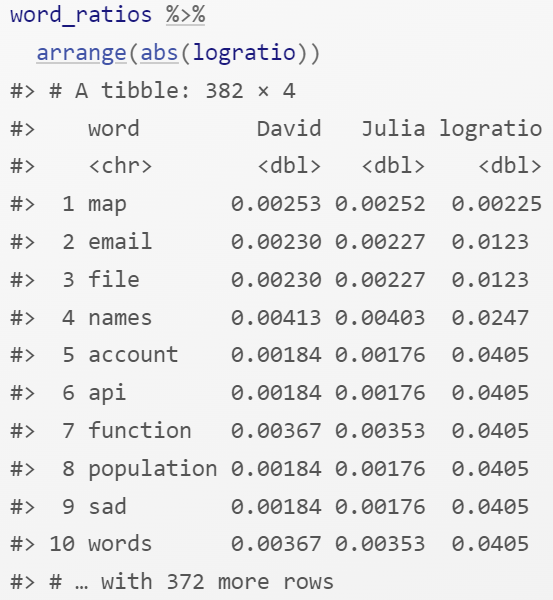 word_ratios %>%
  arrange(abs(logratio))
#> # A tibble: 382 × 4
#>    word         David   Julia logratio
#>    <chr>        <dbl>   <dbl>    <dbl>
#>  1 map        0.00253 0.00252  0.00225
#>  2 email      0.00230 0.00227  0.0123
#>  3 file       0.00230 0.00227  0.0123
#>  4 names      0.00413 0.00403  0.0247
#>  5 account    0.00184 0.00176  0.0405
#>  6 api        0.00184 0.00176  0.0405
#>  7 function   0.00367 0.00353  0.0405
#>  8 population 0.00184 0.00176  0.0405
#>  9 sad        0.00184 0.00176  0.0405
#> 10 words      0.00367 0.00353  0.0405
#> # … with 372 more rows